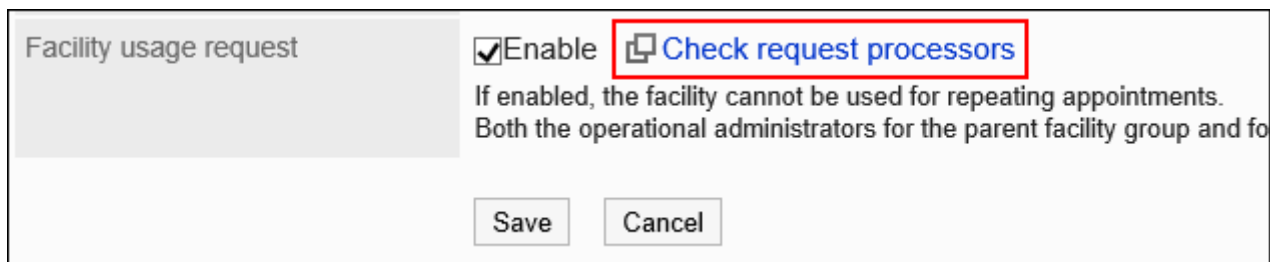 Facility usage request
Enable Check request processors
If enabled, the facility cannot be used for repeating appointments.
Both the operational administrators for the parent facility group and fo
Save Cancel